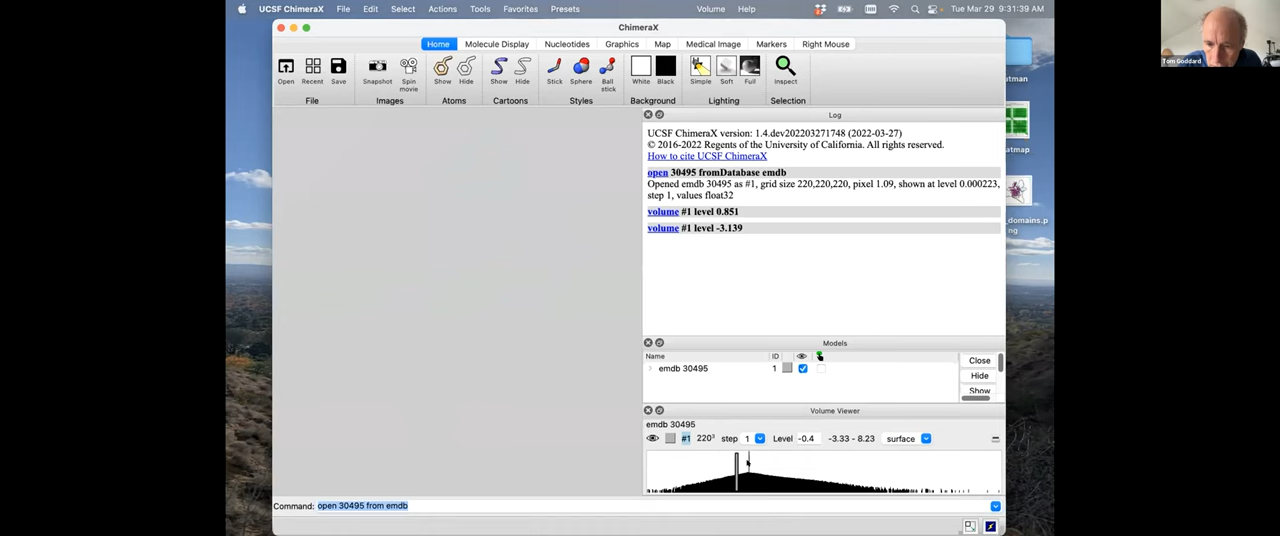 UCSF ChimeraX File Edit Select Actions Tools Favorites Presets Volume Help Tue Mar 29 9:31:39 AM
ChimeraX
Home Molecule Display Nucleotides Graphics Map Medical Image Markers Right Mouse
Open Recent Save Snapshot Spin movie Show Hide Show Hide Stick Sphere Ball stick White Black Simple Soft Full Inspect
File Images Atoms Cartoons Styles Background Lighting Selection
Log
UCSF ChimeraX version: 1.4.dev202203271748 (2022-03-27)
© 2016-2022 Regents of the University of California. All rights reserved.
How to cite UCSF ChimeraX
open 30495 fromDatabase emdb
Opened emdb 30495 as #1, grid size 220,220,220, pixel 1.09, shown at level 0.000223,
step 1, values float32
volume #1 level 0.851
volume #1 level -3.139
Models
Name ID
emdb 30495 1
Close
Hide
Show
Volume Viewer
emdb 30495
#1 220³ step 1 Level -0.4 -3.33 - 8.23 surface
Command: open 30495 from emdb
Tom Goddard
atman
atmap
_domains.p
ng